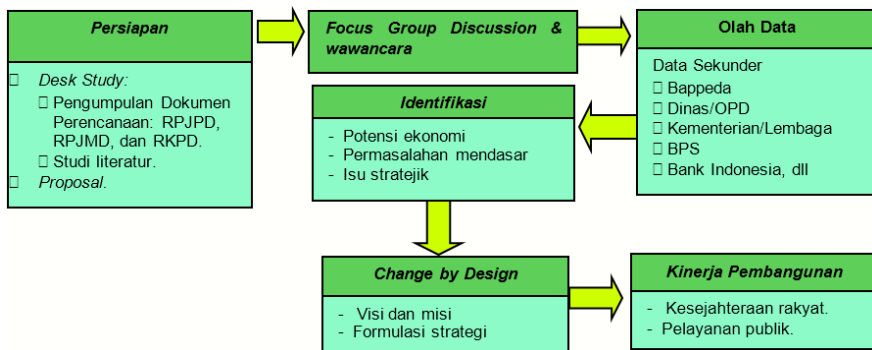 Persiapan
□ Desk Study:
□ Pengumpulan Dokumen
Perencanaan: RPJPD,
RPJMD, dan RKPD.
□ Studi literatur.
□ Proposal.
Focus Group Discussion &
wawancara
Olah Data
Data Sekunder
□ Bappeda
□ Dinas/OPD
□ Kementerian/Lembaga
□ BPS
□ Bank Indonesia, dll
Identifikasi
- Potensi ekonomi
- Permasalahan mendasar
- Isu stratejik
Change by Design
- Visi dan misi
- Formulasi strategi
Kinerja Pembangunan
- Kesejahteraan rakyat.
- Pelayanan publik.